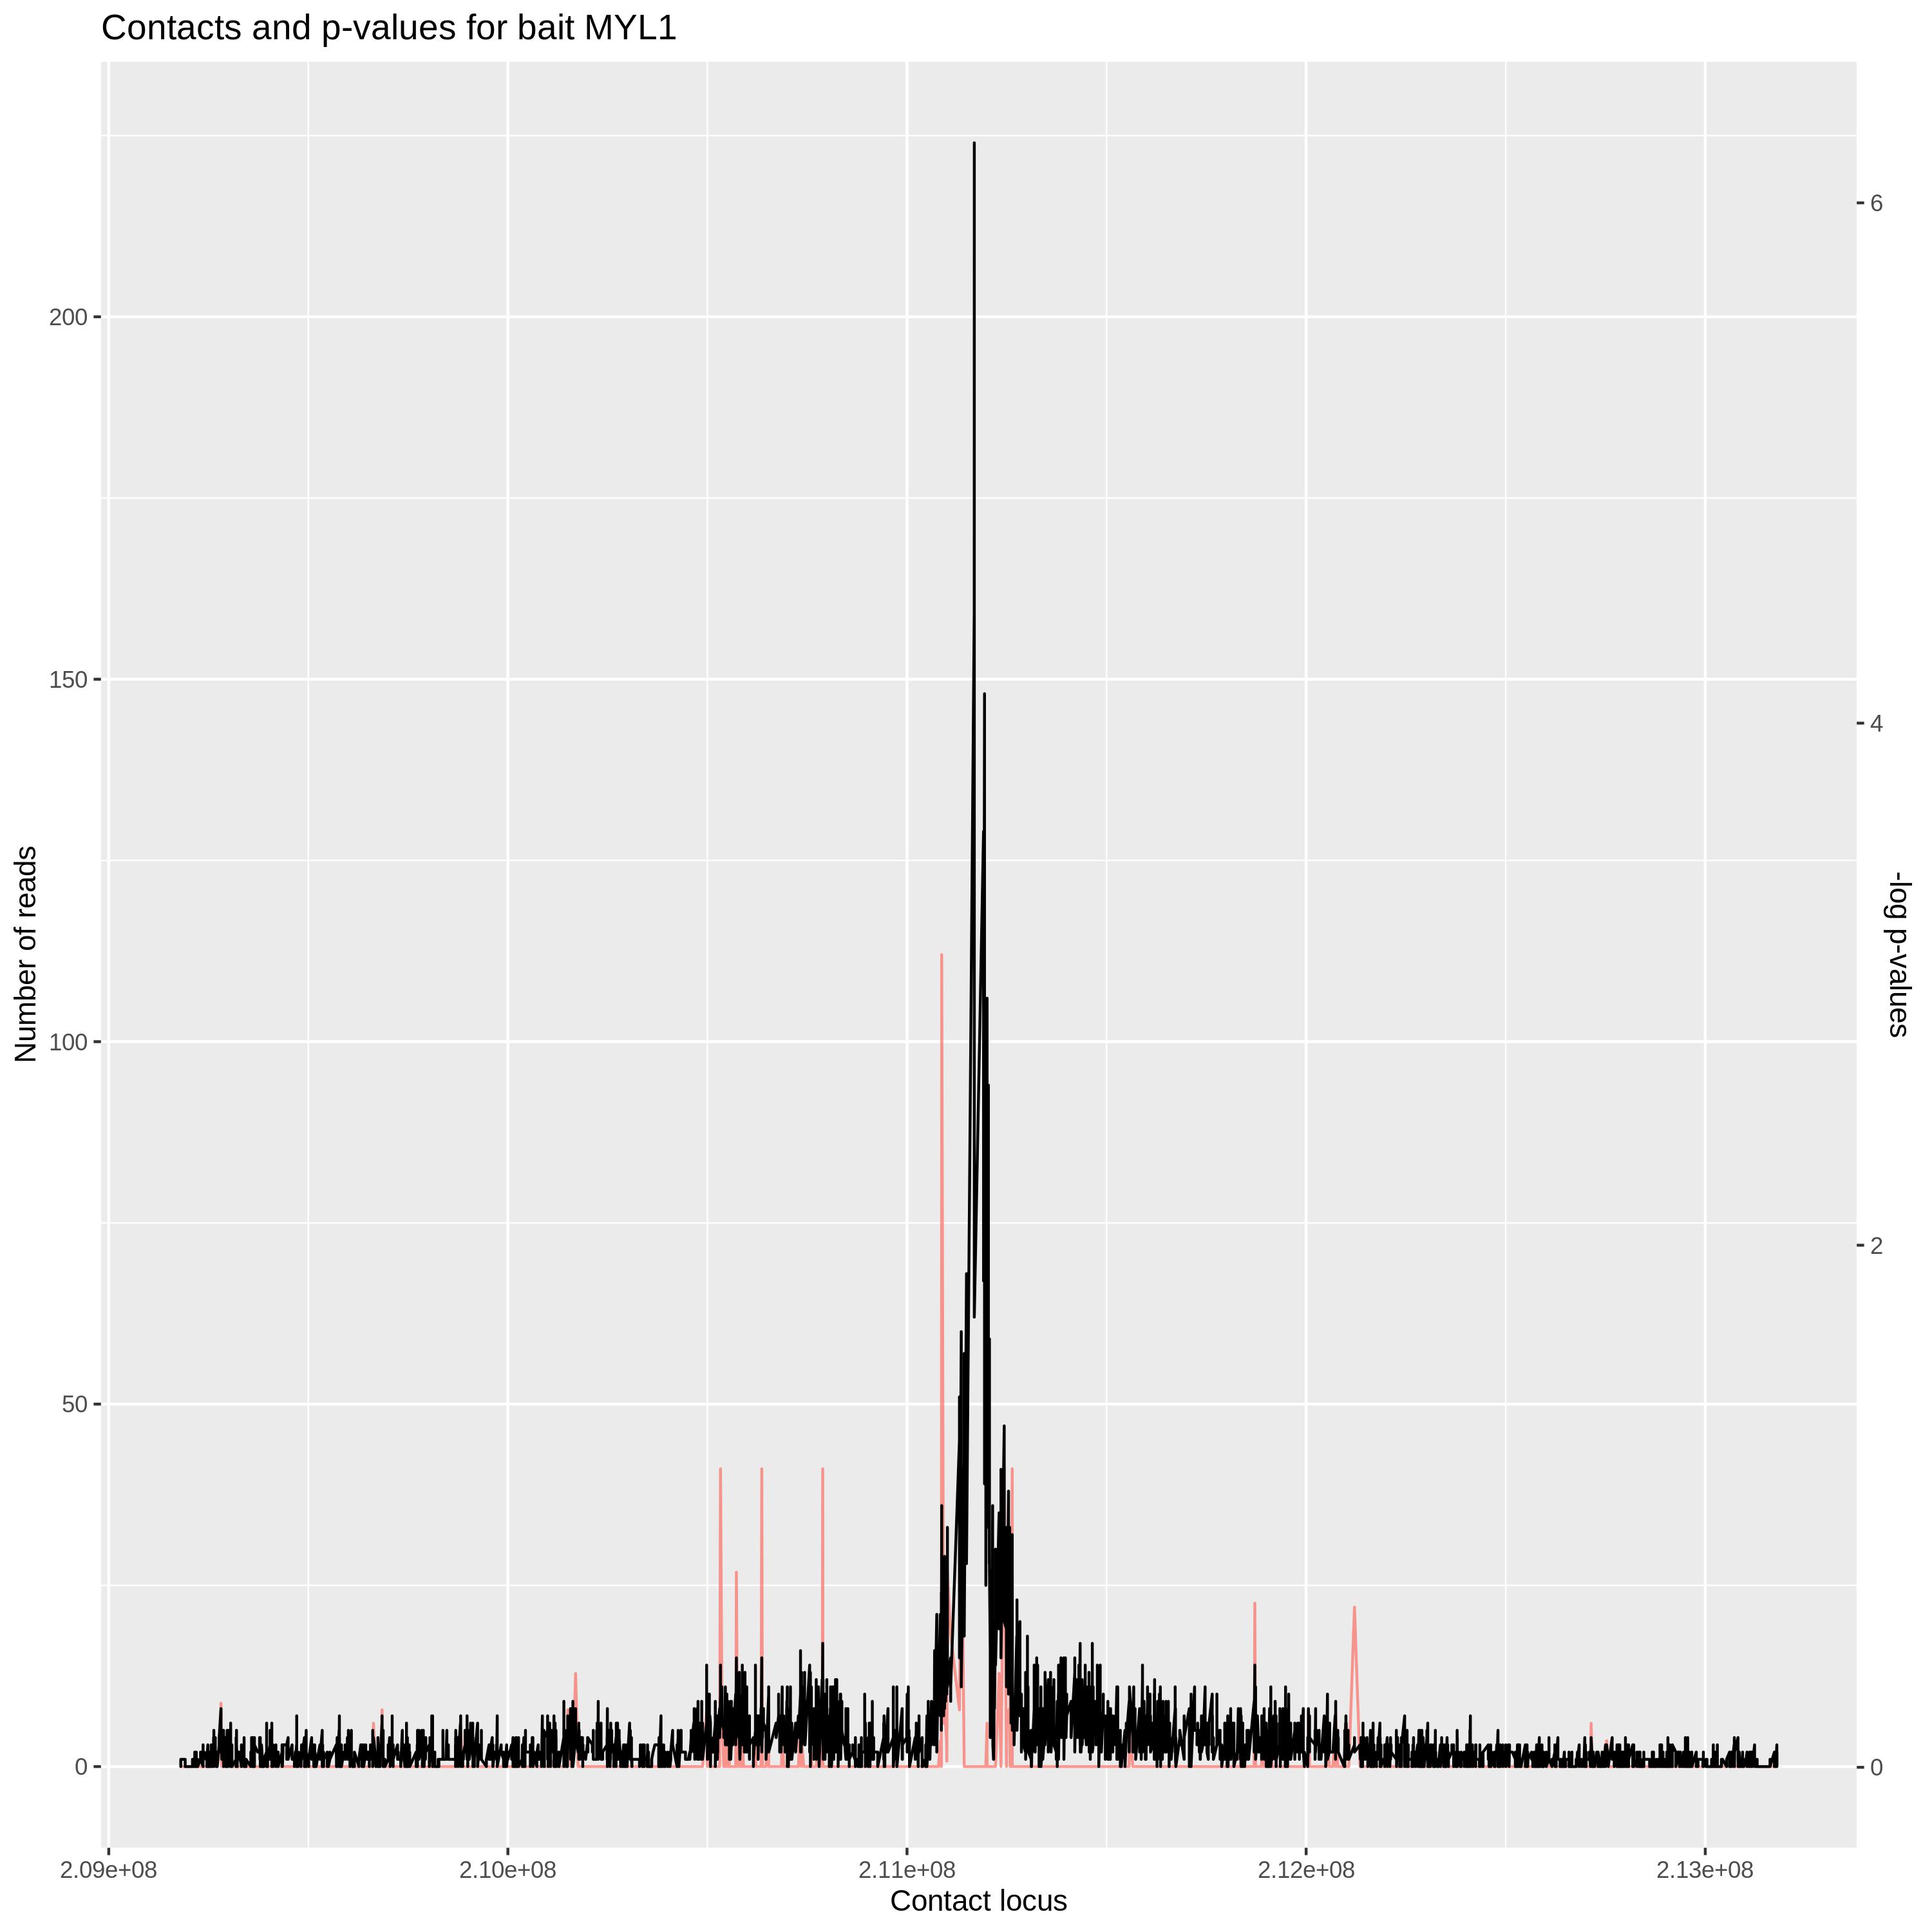 Contacts and p-values for bait MYL1
Number of reads
200
150
100
50
0
6
4
2
0
-log p-values
2.09e+08 2.10e+08 2.11e+08 2.12e+08 2.13e+08
Contact locus